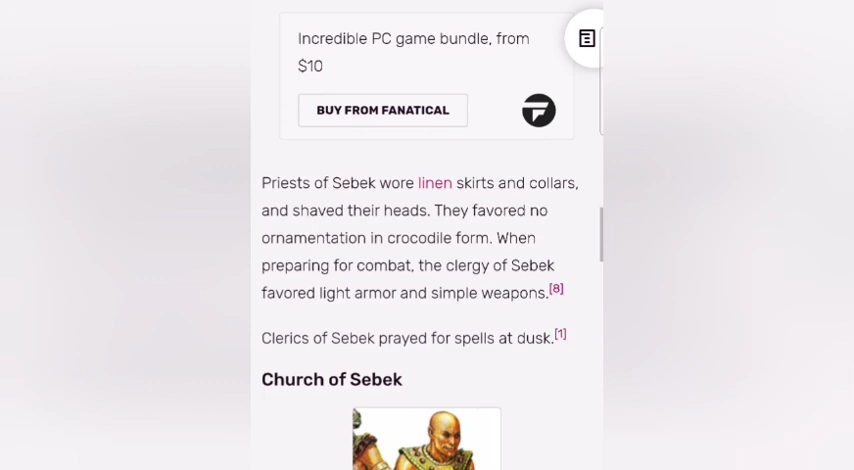 Incredible PC game bundle, from
$10
BUY FROM FANATICAL
Priests of Sebek wore linen skirts and collars,
and shaved their heads. They favored no
ornamentation in crocodile form. When
preparing for combat, the clergy of Sebek
favored light armor and simple weapons.[8]
Clerics of Sebek prayed for spells at dusk.[1]
Church of Sebek